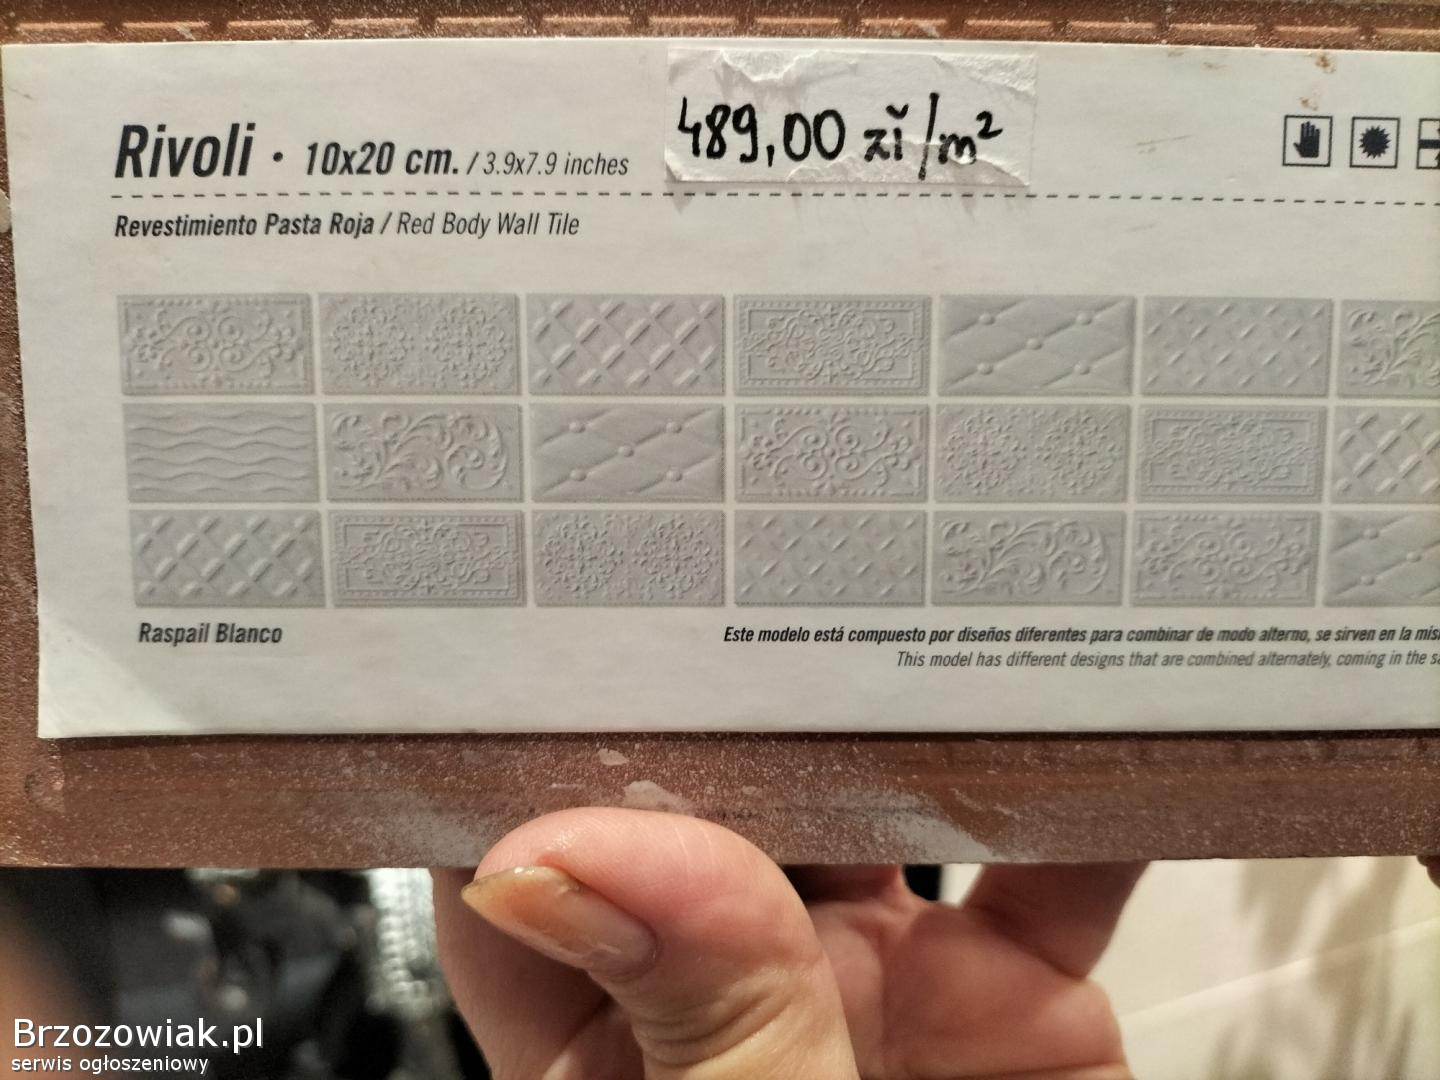 Rivoli · 10x20 cm. / 3.9x7.9 inches
489,00 zł/m²
Revestimiento Pasta Roja / Red Body Wall Tile
Raspail Blanco
Este modelo está compuesto por diseños diferentes para combinar de modo alterno, se sirven en la
This model has different designs that are combined alternately, coming in the
Brzozowiak.pl
serwis ogłoszeniowy